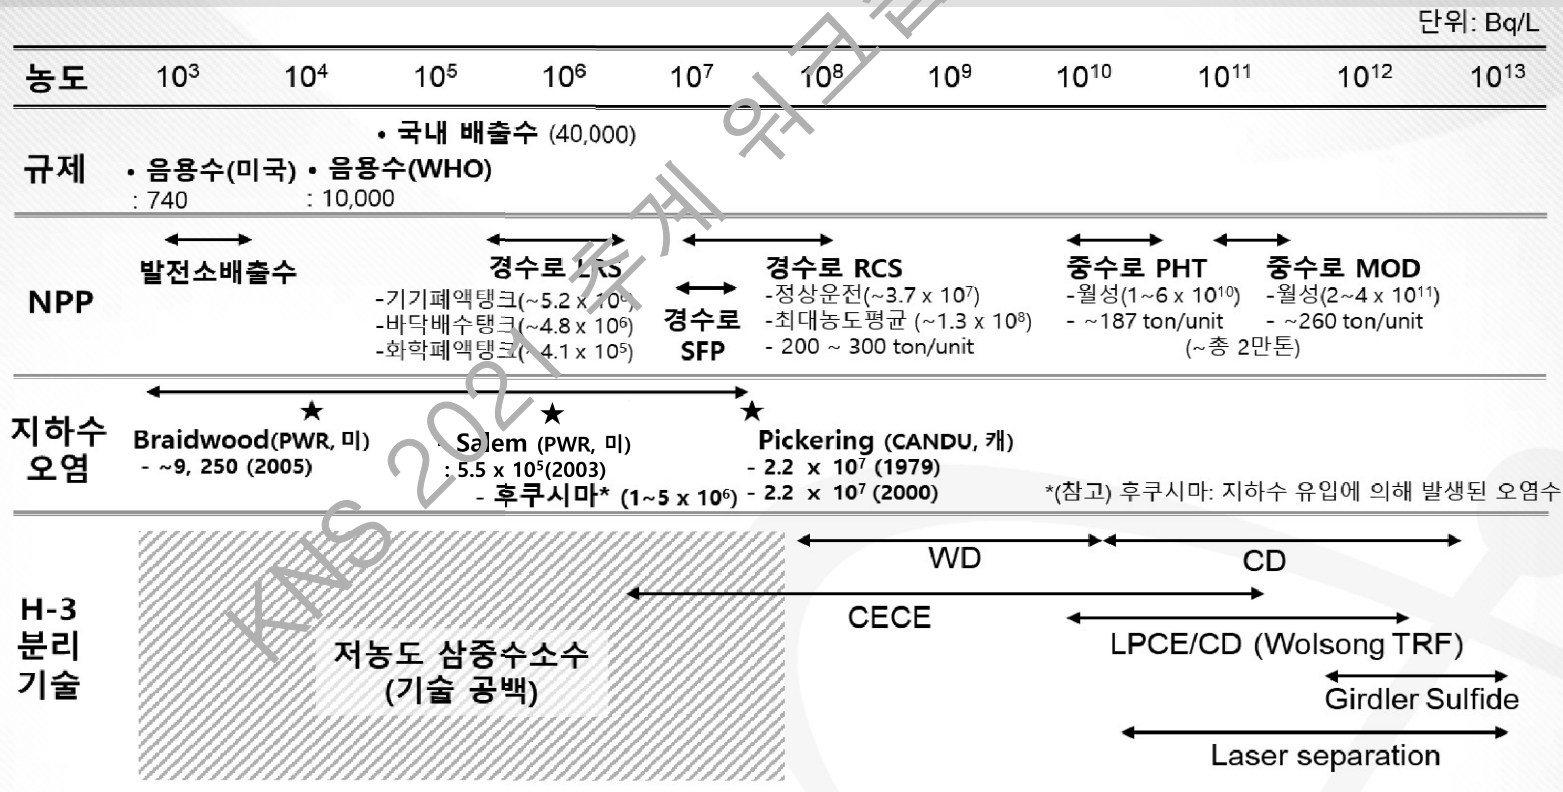 단위: Bq/L
농도 10³ 10⁴ 10⁵ 10⁶ 10⁷ 10⁸ 10⁹ 10¹⁰ 10¹¹ 10¹² 10¹³
규제
• 국내 배출수 (40,000)
• 음용수(미국) • 음용수(WHO)
: 740 : 10,000
NPP
발전소배출수
경수로 LRS
-기기폐액탱크(~5.2 x 10
-바닥배수탱크(~4.8 x 10⁶)
-화학폐액탱크(~4.1 x 10⁵)
경수로
SFP
경수로 RCS
-정상운전(~3.7 x 10⁷)
-최대농도평균 (~1.3 x 10⁸)
- 200 ~ 300 ton/unit
중수로 PHT
-월성(1~6 x 10¹⁰)
- ~187 ton/unit
중수로 MOD
-월성(2~4 x 10¹¹)
- ~260 ton/unit
(~총 2만톤)
지하수
오염
★ ★ ★
Braidwood(PWR, 미)
- ~9, 250 (2005)
Salem (PWR, 미)
: 5.5 x 10⁵(2003)
- 후쿠시마* (1~5 x 10⁶)
Pickering (CANDU, 캐)
- 2.2 x 10⁷ (1979)
- 2.2 x 10⁷ (2000)
*(참고) 후쿠시마: 지하수 유입에 의해 발생된 오염수
H-3
분리
기술
저농도 삼중수소수
(기술 공백)
WD
CD
CECE
LPCE/CD (Wolsong TRF)
Girdler Sulfide
Laser separation
KNS 2021 추계 워크숍